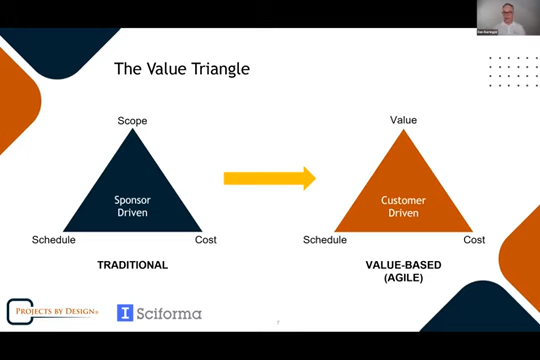 The Value Triangle
Scope
Sponsor
Driven
Schedule
Cost
TRADITIONAL
Value
Customer
Driven
Schedule
Cost
VALUE-BASED
(AGILE)
PROJECTS BY DESIGN®
Sciforma